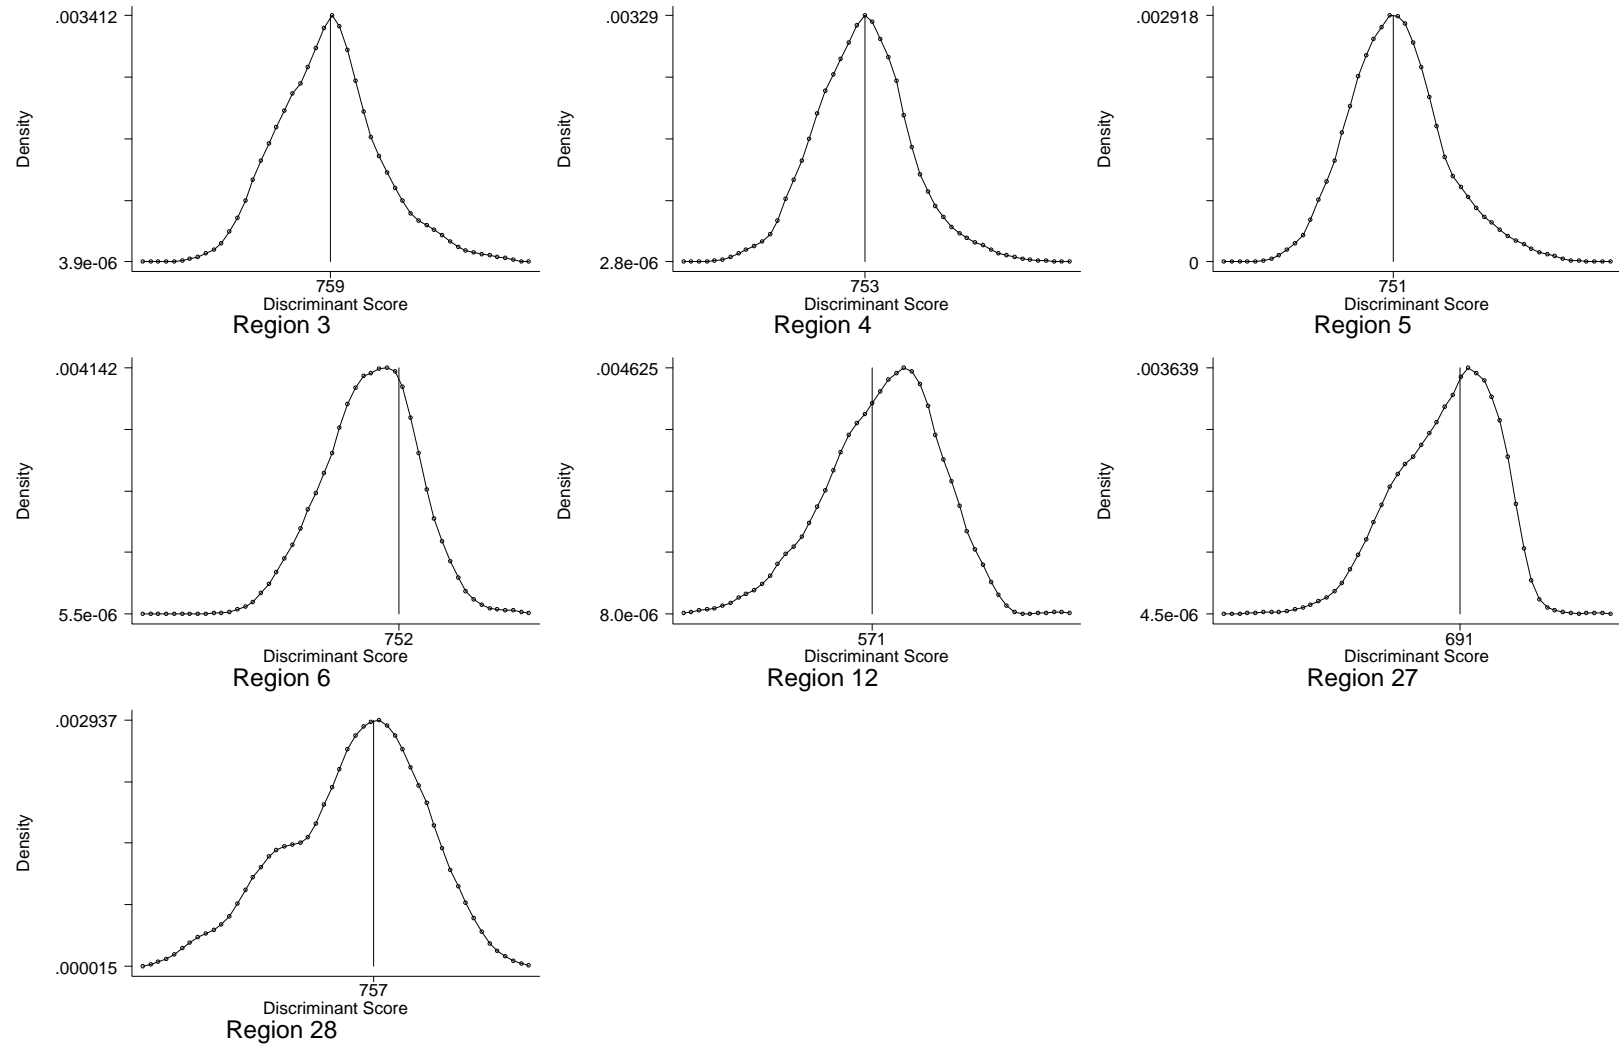 .003412
Density
3.9e-06
759
Discriminant Score
Region 3
.00329
Density
2.8e-06
753
Discriminant Score
Region 4
.002918
Density
0
751
Discriminant Score
Region 5
.004142
Density
5.5e-06
752
Discriminant Score
Region 6
.004625
Density
8.0e-06
571
Discriminant Score
Region 12
.003639
Density
4.5e-06
691
Discriminant Score
Region 27
.002937
Density
.000015
757
Discriminant Score
Region 28